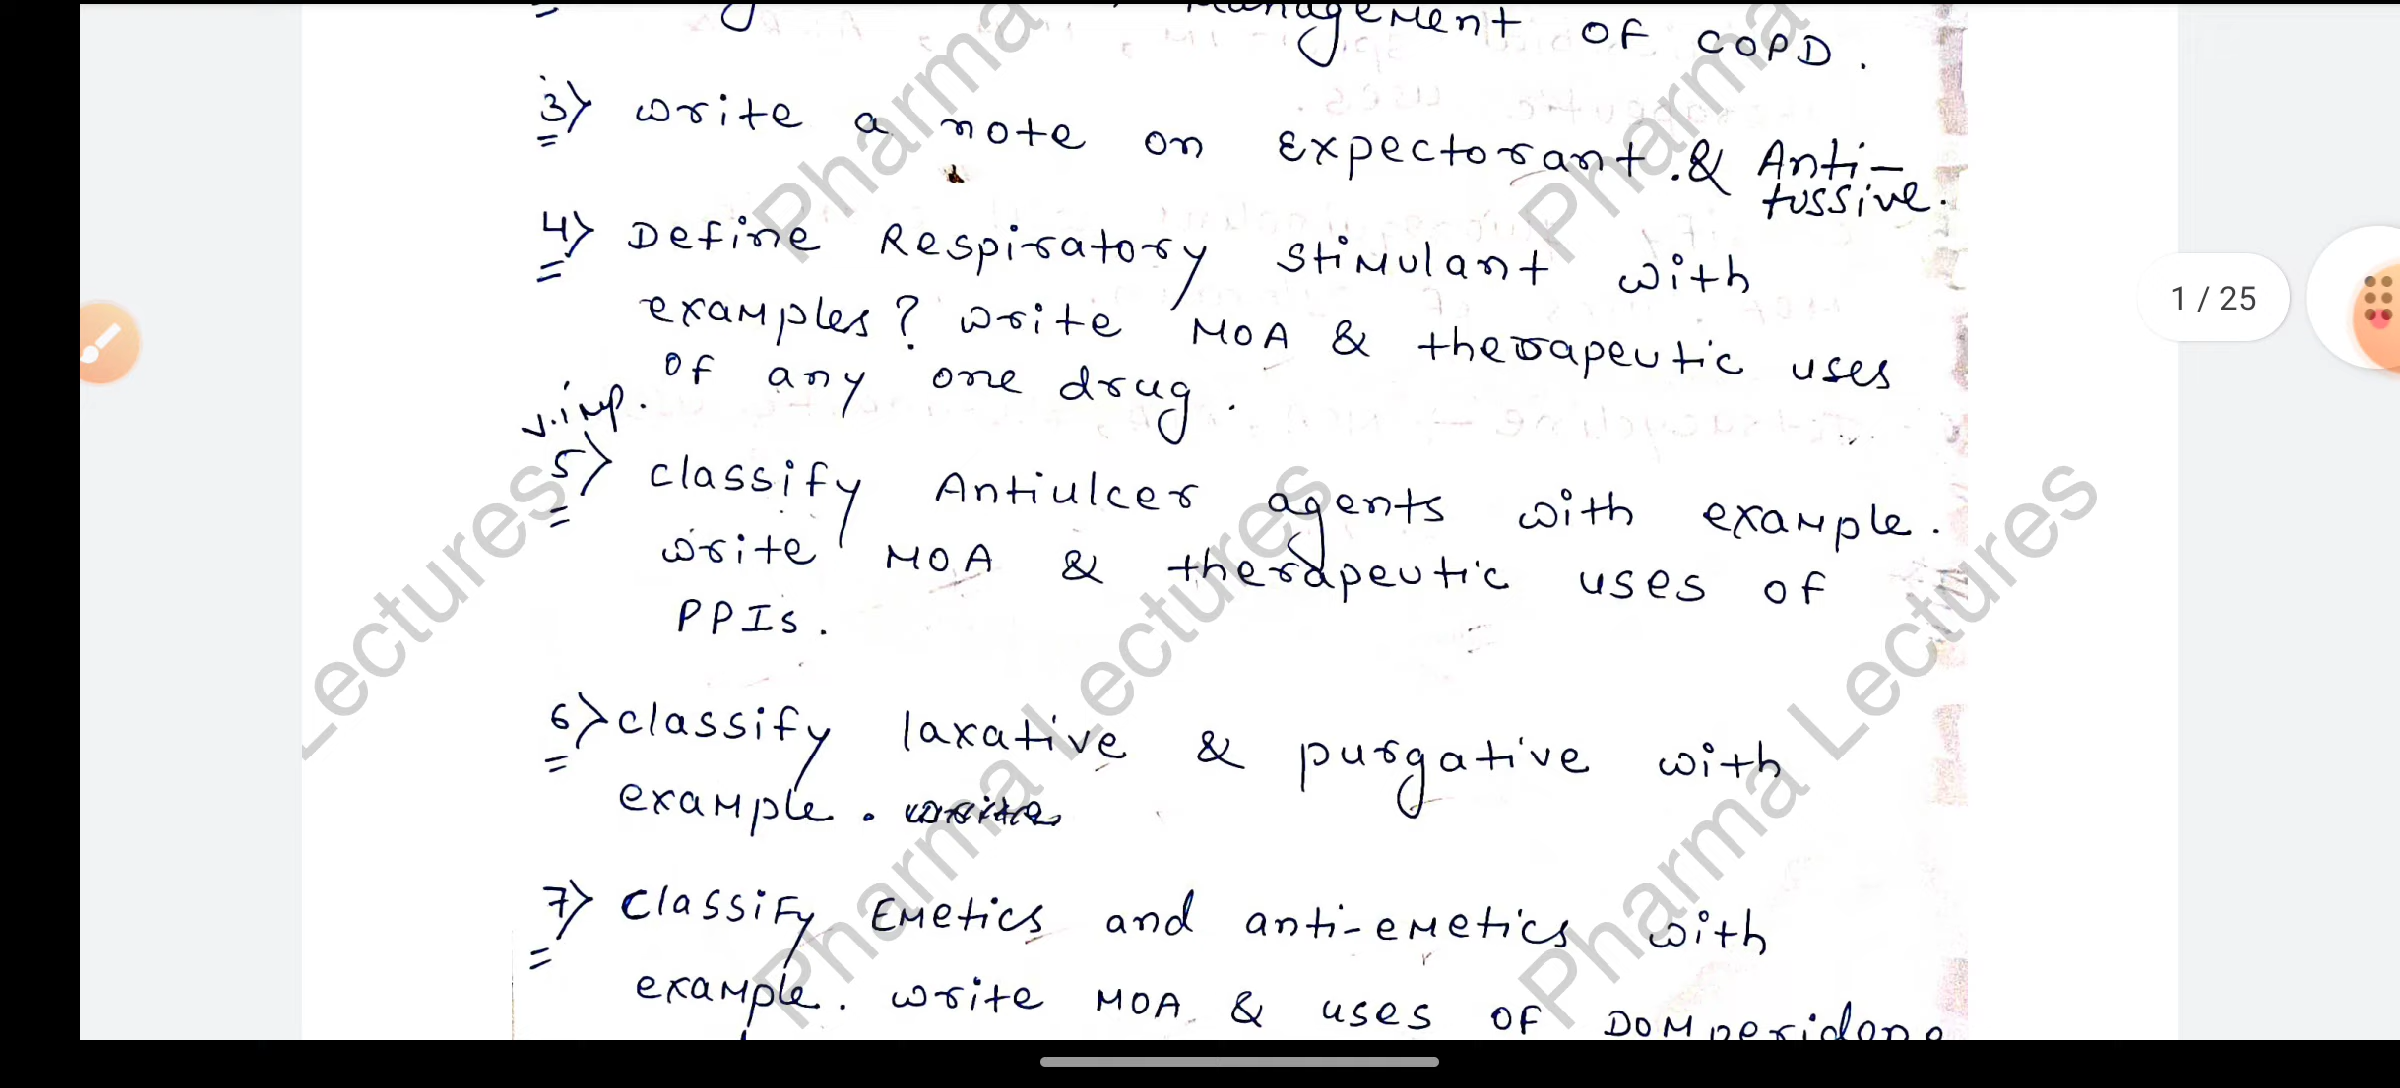 Management OF COPD.
3) write a note on Expectorant & Anti-
tussive.
4) Define Respiratory stimulant with
examples? write MOA & therapeutic uses
of any one drug.
v.imp.
5) classify Antiulcer agents with example.
write MOA & therapeutic uses of
PPIs.
6) classify laxative & purgative with
example. write
7) classify Emetics and anti-emetics with
example. write MOA & uses OF Domperidone
1 / 25
Pharma Lectures
Pharma Lectures
Pharma
Pharma
Lectures